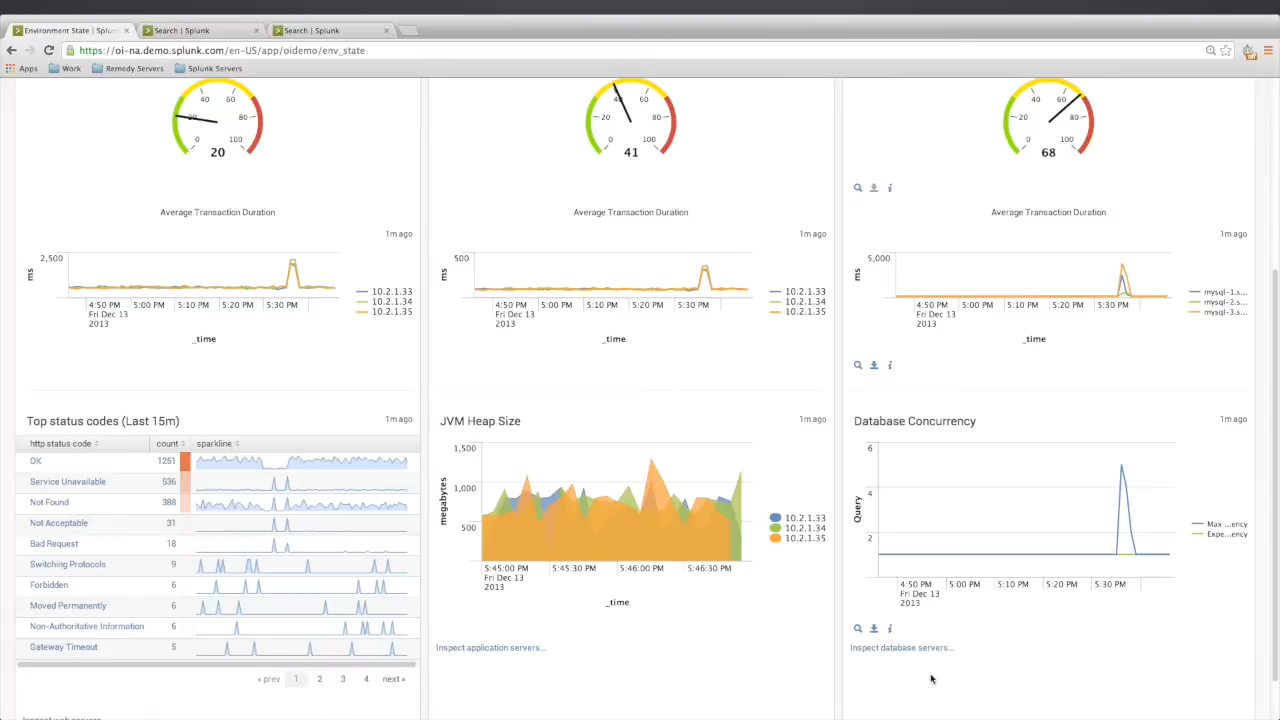 Environment State | Splunk
Search | Splunk
Search | Splunk
https://oi-na.demo.splunk.com/en-US/app/oidemo/env_state
Apps
Work
Remedy Servers
Splunk Servers
40 60
20 80
0 100
20
Average Transaction Duration
1m ago
2,500
ms
4:50 PM 5:00 PM 5:10 PM 5:20 PM 5:30 PM
Fri Dec 13
2013
_time
10.2.1.33
10.2.1.34
10.2.1.35
Top status codes (Last 15m)
1m ago
http status code count sparkline
OK 1251
Service Unavailable 536
Not Found 388
Not Acceptable 31
Bad Request 18
Switching Protocols 9
Forbidden 6
Moved Permanently 6
Non-Authoritative Information 6
Gateway Timeout 5
« prev 1 2 3 4 next »
40 60
20 80
0 100
41
Average Transaction Duration
1m ago
500
ms
4:50 PM 5:00 PM 5:10 PM 5:20 PM 5:30 PM
Fri Dec 13
2013
_time
10.2.1.33
10.2.1.34
10.2.1.35
JVM Heap Size
1m ago
1,500
1,000
500
megabytes
5:45:00 PM 5:45:30 PM 5:46:00 PM 5:46:30 PM
Fri Dec 13
2013
_time
10.2.1.33
10.2.1.34
10.2.1.35
Inspect application servers...
40 60
20 80
0 100
68
Average Transaction Duration
1m ago
5,000
ms
4:50 PM 5:00 PM 5:10 PM 5:20 PM 5:30 PM
Fri Dec 13
2013
_time
mysql-1.s...
mysql-2.s...
mysql-3.s...
Database Concurrency
1m ago
6
4
2
Query
4:50 PM 5:00 PM 5:10 PM 5:20 PM 5:30 PM
Fri Dec 13
2013
Max ...ency
Expe...ency
Inspect database servers...